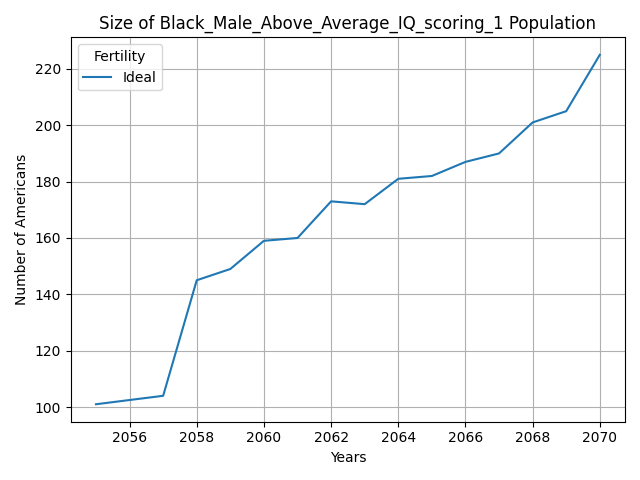 Size of Black_Male_Above_Average_IQ_scoring_1 Population
Fertility
Ideal
Number of Americans
220
200
180
160
140
120
100
2056 2058 2060 2062 2064 2066 2068 2070
Years